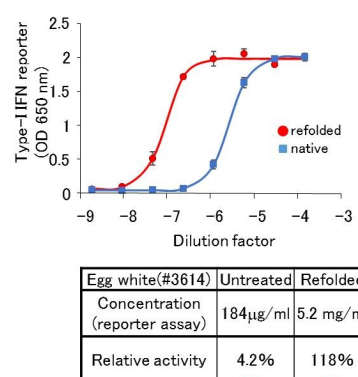 Type-I IFN reporter
(OD 650 nm)
2.5
2
1.5
1
0.5
0
refolded
native
-9 -8 -7 -6 -5 -4 -3
Dilution factor
Egg white(#3614) Untreated Refolded
Concentration
(reporter assay) 184µg/ml 5.2 mg/m
Relative activity 4.2% 118%